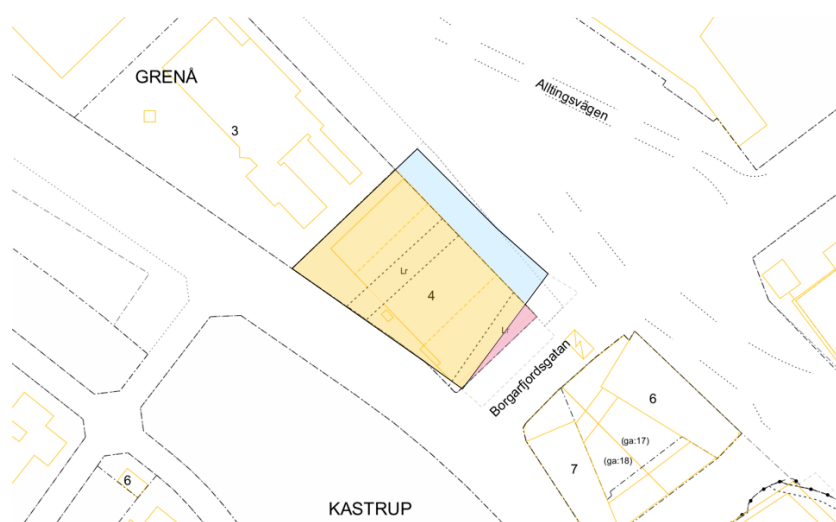 GRENÅ
Alltingsvägen
3
Lr
4
Lr
Borgarfjordsgatan
6
(ga:17)
(ga:18)
7
6
KASTRUP